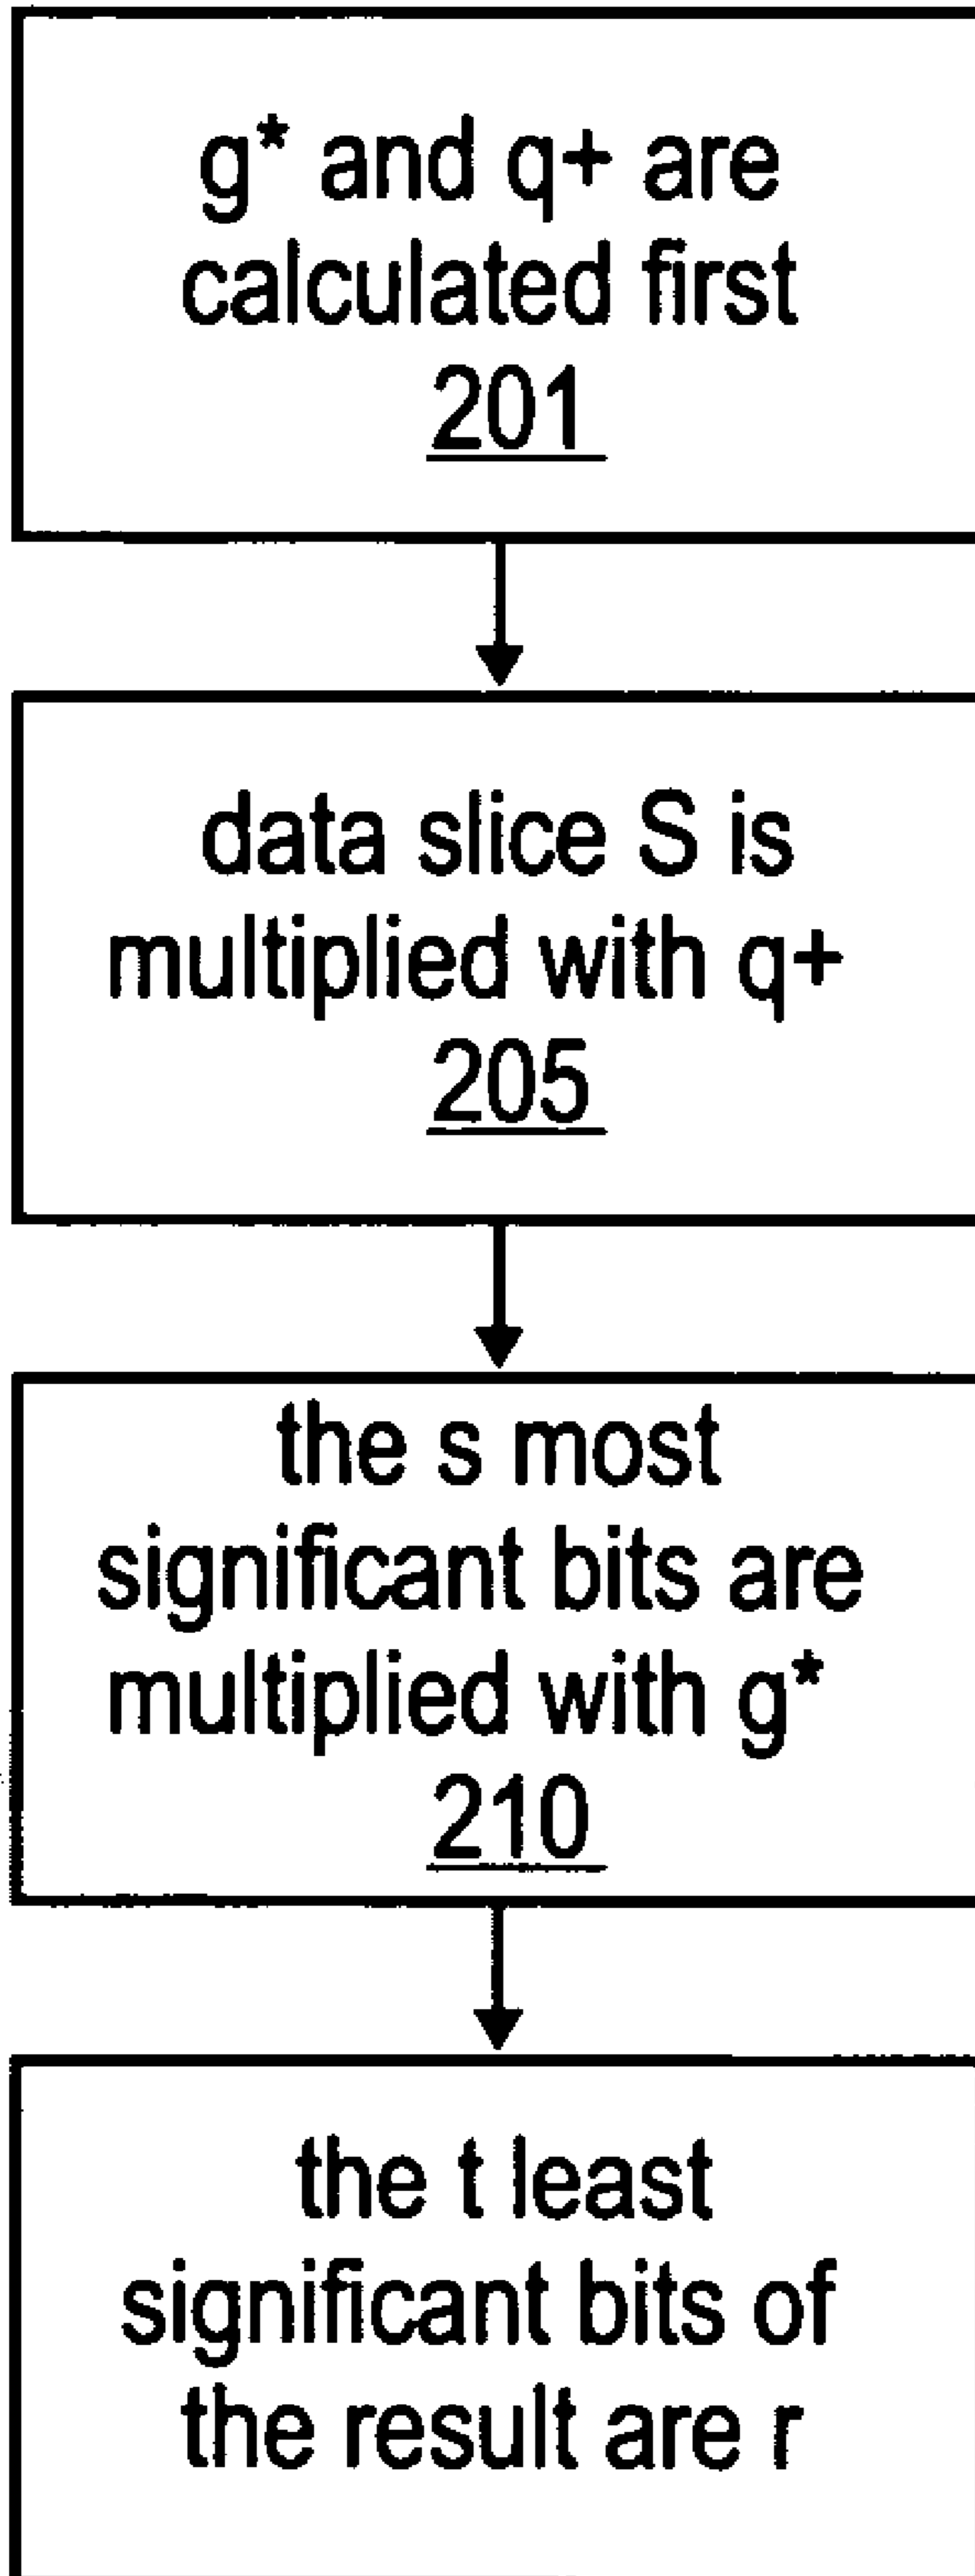 g* and q+ are
calculated first
201
data slice S is
multiplied with q+
205
the s most
significant bits are
multiplied with g*
210
the t least
significant bits of
the result are r